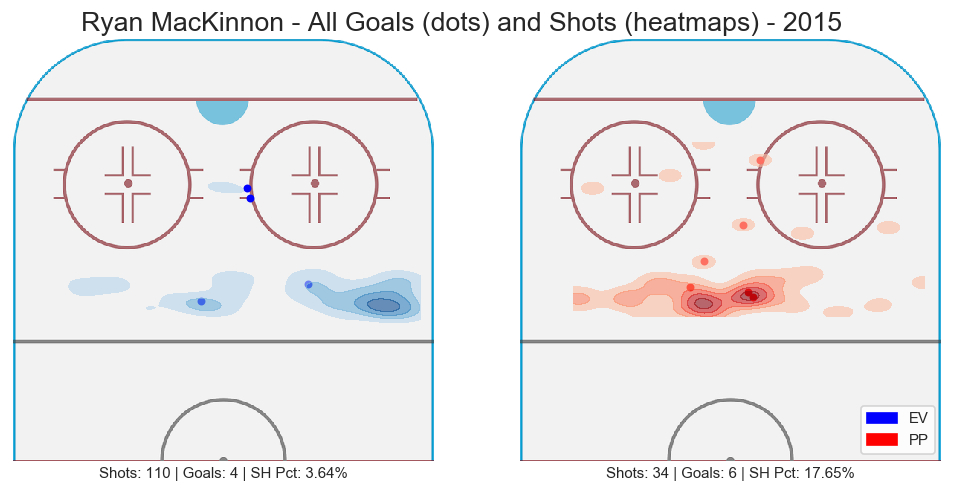 Ryan MacKinnon - All Goals (dots) and Shots (heatmaps) - 2015
EV
PP
Shots: 110 | Goals: 4 | SH Pct: 3.64%
Shots: 34 | Goals: 6 | SH Pct: 17.65%